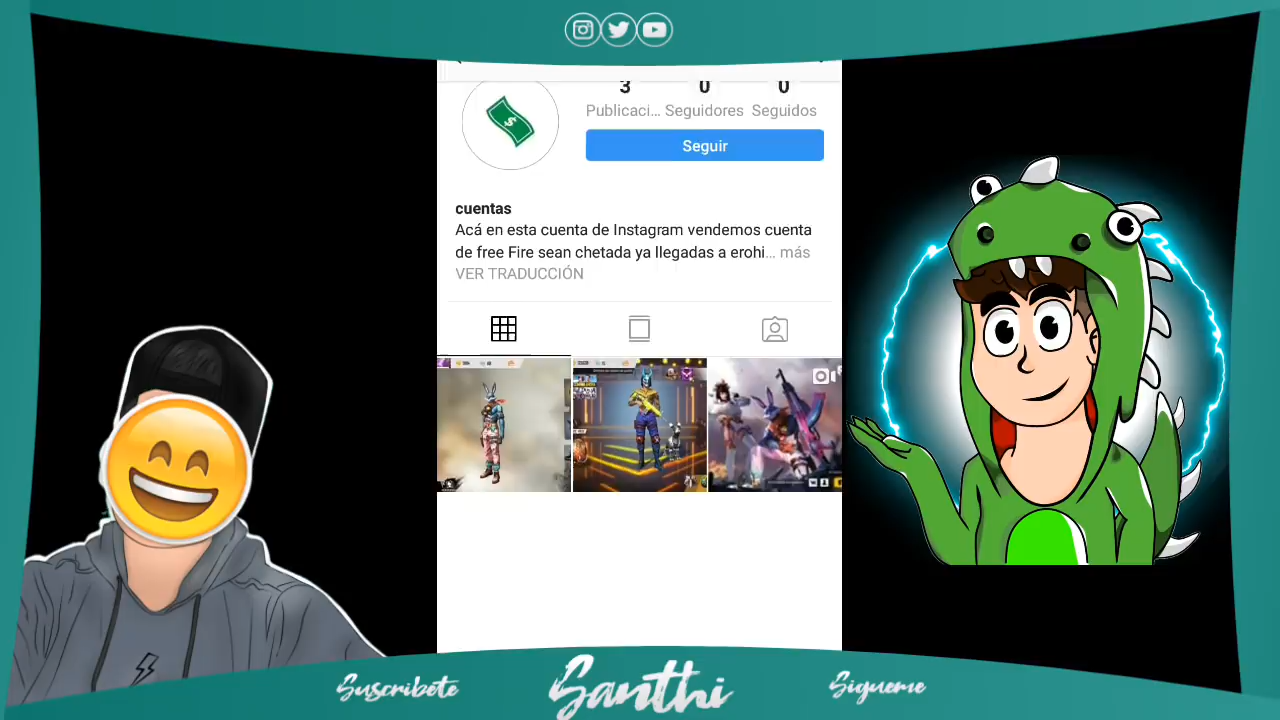 3 0 0
Publicaci... Seguidores Seguidos
Seguir
cuentas
Acá en esta cuenta de Instagram vendemos cuenta
de free Fire sean chetada ya llegadas a erohi... más
VER TRADUCCIÓN
Suscribete Santhi Sigueme